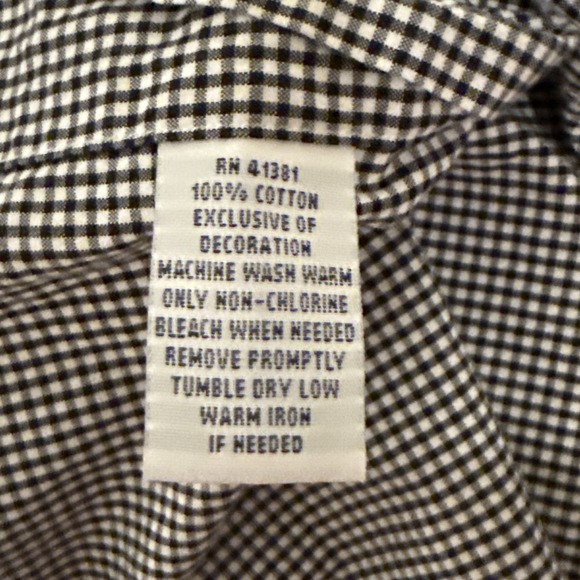 RN 41381
100% COTTON
EXCLUSIVE OF
DECORATION
MACHINE WASH WARM
ONLY NON-CHLORINE
BLEACH WHEN NEEDED
REMOVE PROMPTLY
TUMBLE DRY LOW
WARM IRON
IF NEEDED